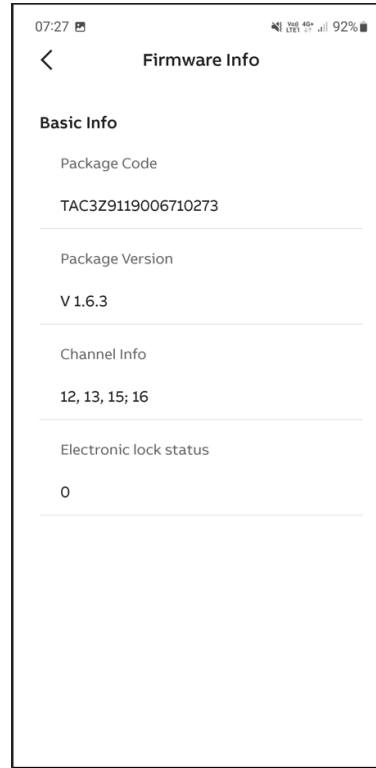 07:27 92%
Firmware Info
Basic Info
Package Code
TAC3Z9119006710273
Package Version
V 1.6.3
Channel Info
12, 13, 15; 16
Electronic lock status
0